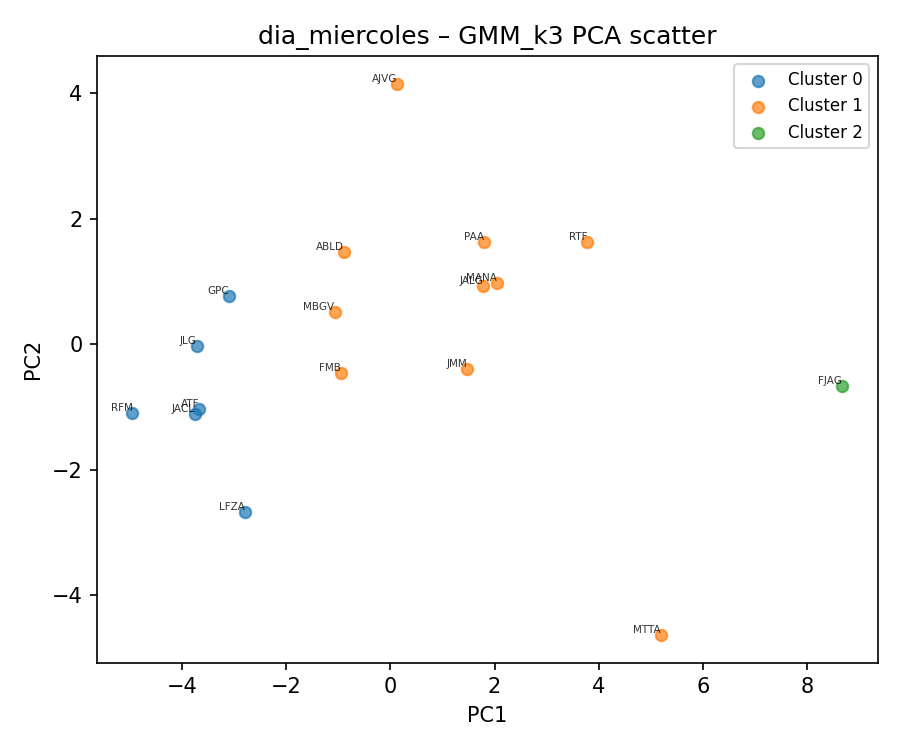 dia_miercoles – GMM_k3 PCA scatter
Cluster 0
Cluster 1
Cluster 2
AJVG
PAA
RTF
ABLD
MANA
JALG
GPC
MBGV
JLG
JMM
FMB
FJAG
ATF
JACL
RFM
LFZA
MTTA
4
2
0
−2
−4
PC2
−4
−2
0
2
4
6
8
PC1